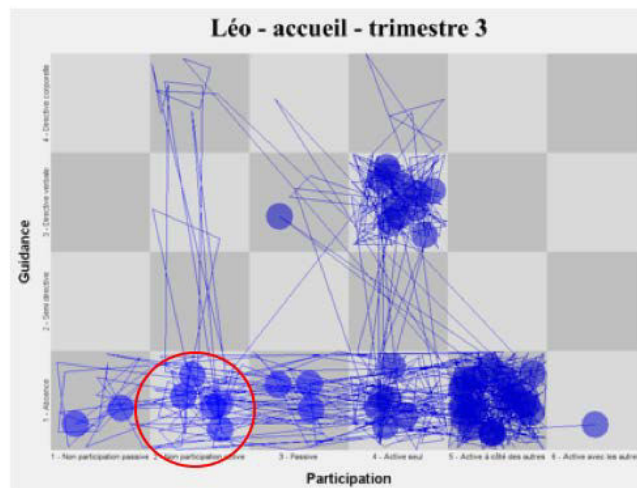 Léo - accueil - trimestre 3
4 - Directive corporelle
3 - Directive verbale
2 - Semi directive
1 - Absence
Guidance
1 - Non participation passive
2 - Non participation active
3 - Passive
4 - Active seul
5 - Active à côté des autres
6 - Active avec les autres
Participation